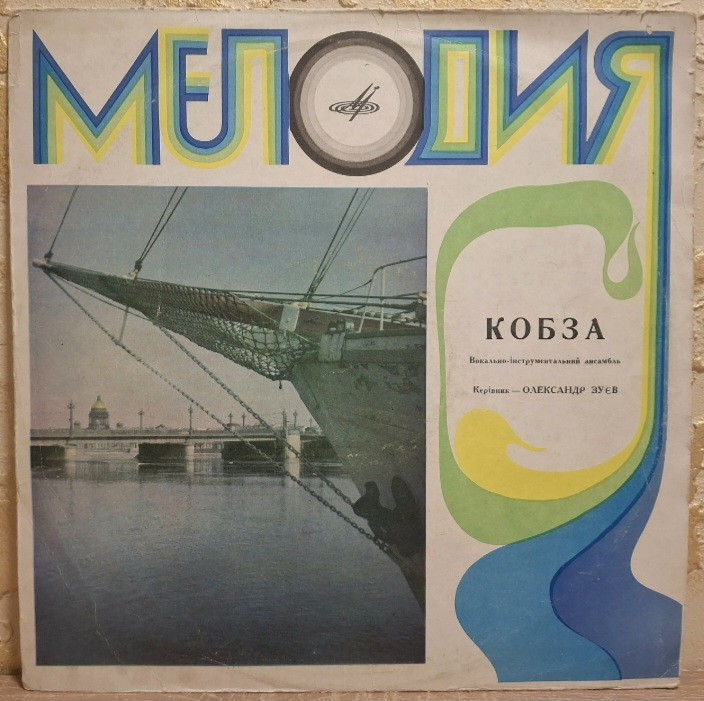 МЕЛОДИЯ
КОБЗА
Вокально-інструментальний ансамбль
Керівник — ОЛЕКСАНДР ЗУЄВ